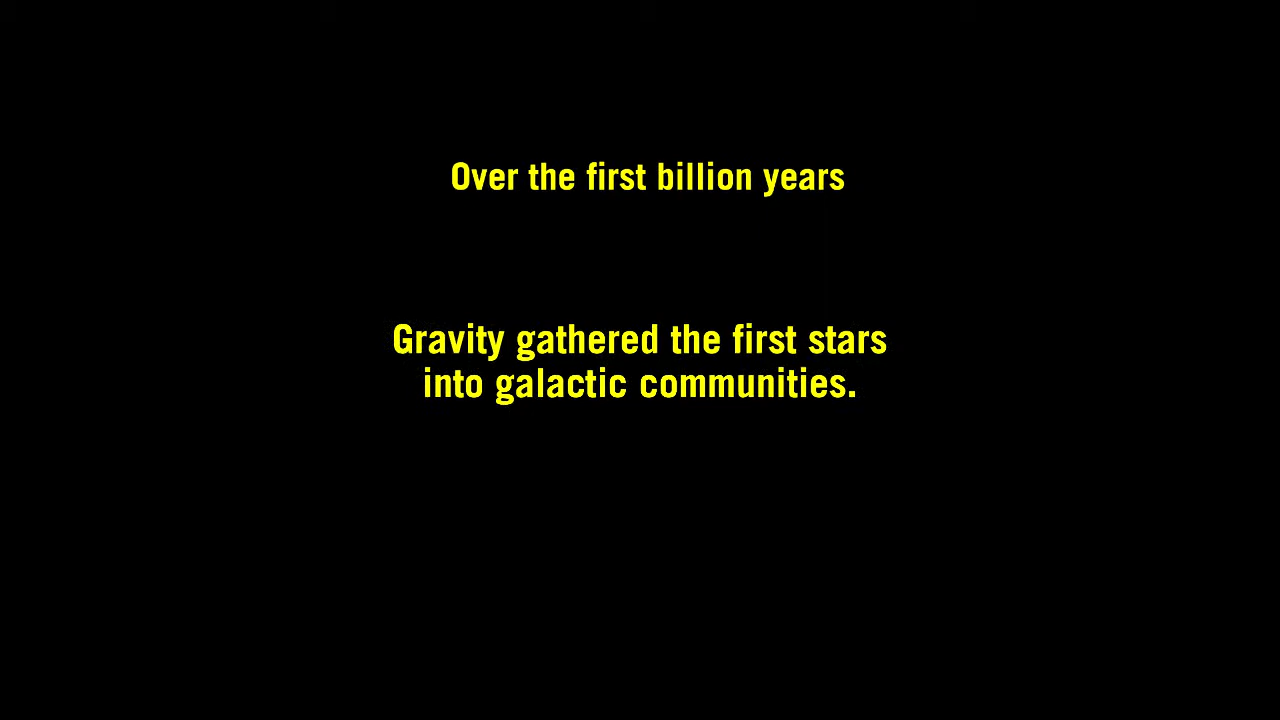 Over the first billion years
Gravity gathered the first stars
into galactic communities.